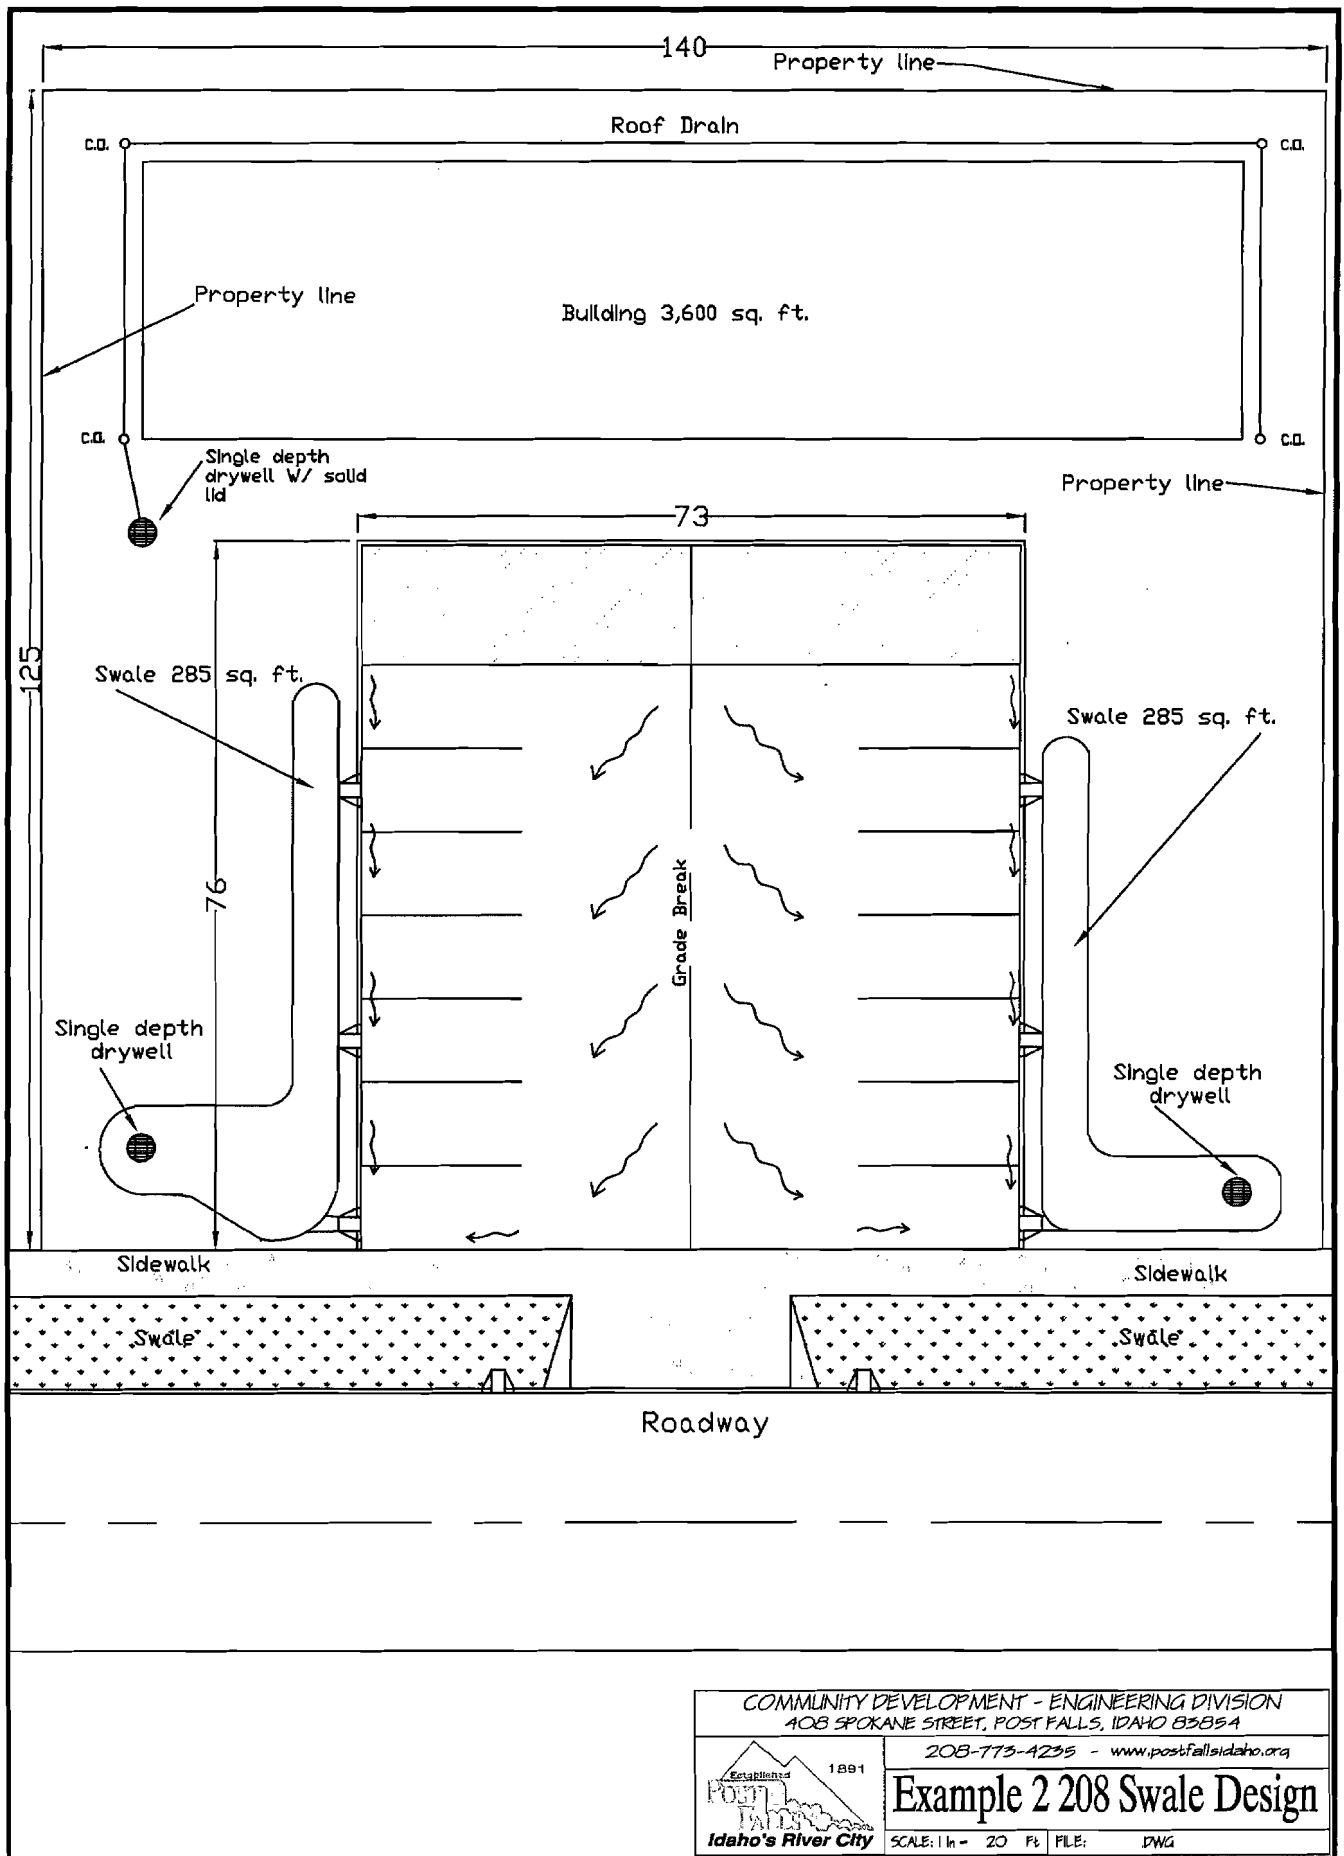 140
Property line
Roof Drain
C.O.
C.O.
Property line
Building 3,600 sq. ft.
C.O.
C.O.
Single depth
drywell W/ solid
lid
Property line
73
125
Swale 285 sq. ft.
Swale 285 sq. ft.
76
Grade Break
Single depth
drywell
Single depth
drywell
Sidewalk
Sidewalk
Swale
Swale
Roadway
COMMUNITY DEVELOPMENT - ENGINEERING DIVISION
408 SPOKANE STREET, POST FALLS, IDAHO 83854
208-773-4235 - www.postfallsidaho.org
Established
1891
POST
FALLS
Idaho's River City
Example 2 208 Swale Design
SCALE: 1 in - 20 Ft FILE: DWG